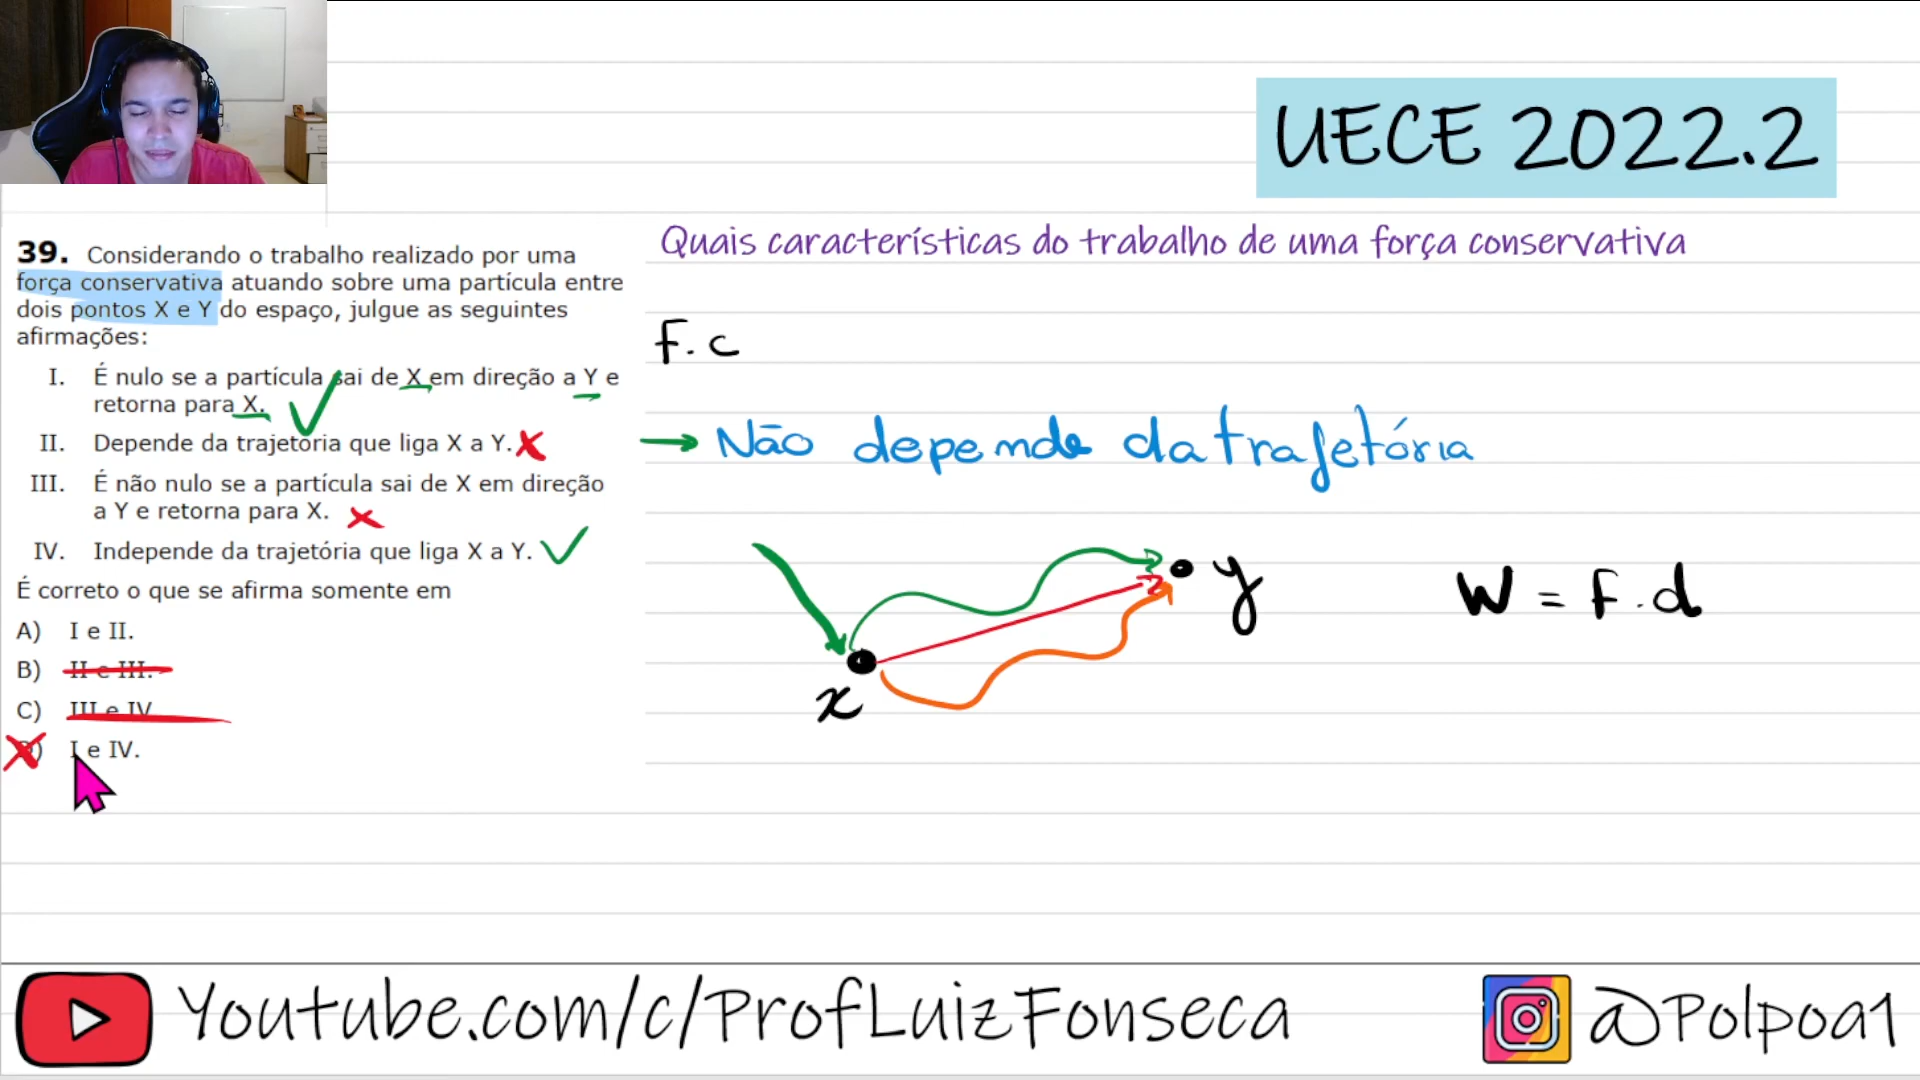 UECE 2022.2
39. Considerando o trabalho realizado por uma
força conservativa atuando sobre uma partícula entre
dois pontos X e Y do espaço, julgue as seguintes
afirmações:
I. É nulo se a partícula sai de X em direção a Y e
retorna para X.
II. Depende da trajetória que liga X a Y.
III. É não nulo se a partícula sai de X em direção
a Y e retorna para X.
IV. Independe da trajetória que liga X a Y.
É correto o que se afirma somente em
A) I e II.
B) II e III.
C) III e IV.
D) I e IV.
Quais características do trabalho de uma força conservativa
F.c
Não depende da trajetória
y
x
W = F.d
Youtube.com/c/ProfLuizFonseca
@Polpoa1